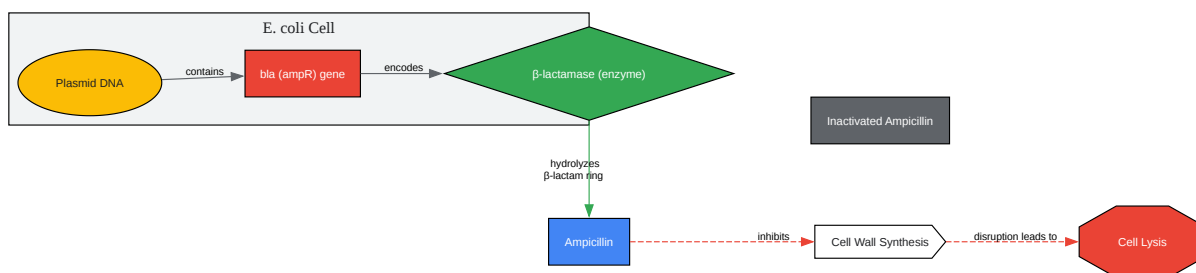 E. coli Cell
Plasmid DNA
contains
bla (ampR) gene
encodes
β-lactamase (enzyme)
Inactivated Ampicillin
hydrolyzes
β-lactam ring
Ampicillin
inhibits
Cell Wall Synthesis
disruption leads to
Cell Lysis